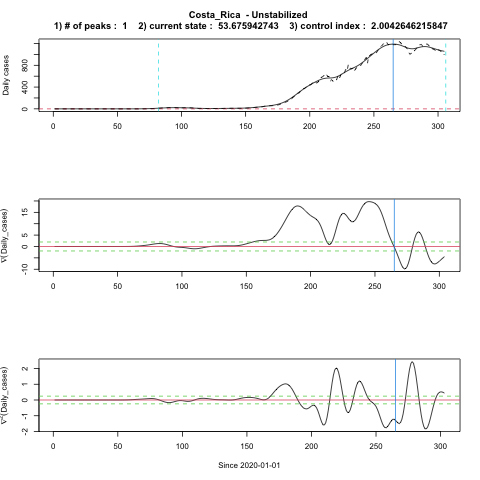 Costa_Rica - Unstabilized
1) # of peaks : 1 2) current state : 53.675942743 3) control index : 2.0042646215847
Daily cases
0 400 800
0 50 100 150 200 250 300
∇(Daily_cases)
-10 0 5 15
0 50 100 150 200 250 300
∇²(Daily_cases)
-2 -1 0 1 2
0 50 100 150 200 250 300
Since 2020-01-01